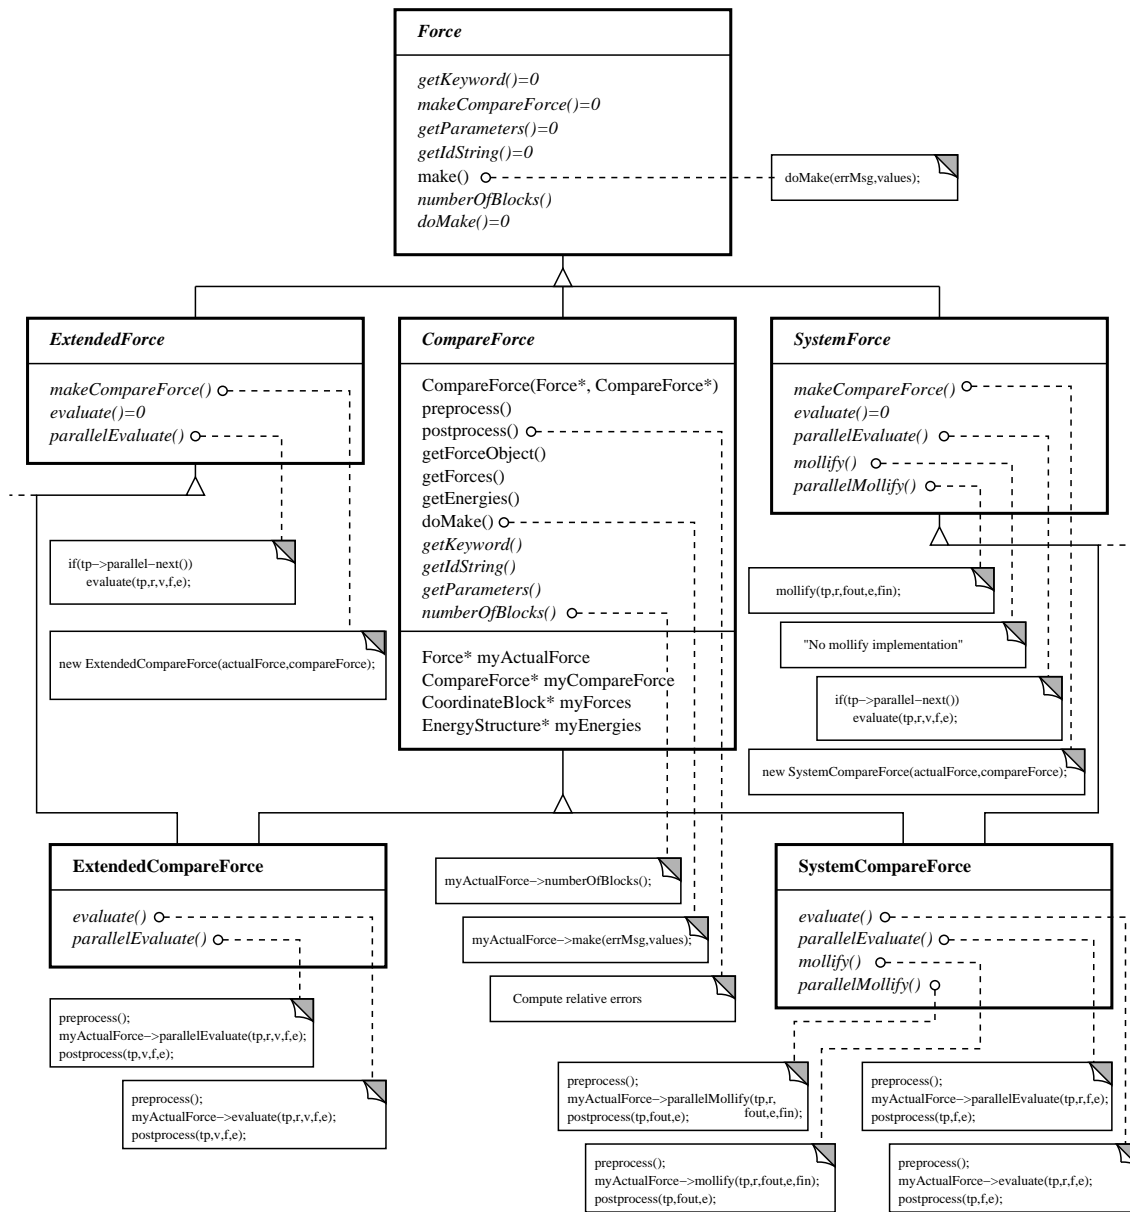 Force
getKeyword()=0
makeCompareForce()=0
getParameters()=0
getIdString()=0
make()
numberOfBlocks()
doMake()=0
doMake(errMsg,values);
ExtendedForce
makeCompareForce()
evaluate()=0
parallelEvaluate()
if(tp->parallel-next())
evaluate(tp,r,v,f,e);
new ExtendedCompareForce(actualForce,compareForce);
CompareForce
CompareForce(Force*, CompareForce*)
preprocess()
postprocess()
getForceObject()
getForces()
getEnergies()
doMake()
getKeyword()
getIdString()
getParameters()
numberOfBlocks()
Force* myActualForce
CompareForce* myCompareForce
CoordinateBlock* myForces
EnergyStructure* myEnergies
SystemForce
makeCompareForce()
evaluate()=0
parallelEvaluate()
mollify()
parallelMollify()
mollify(tp,r,fout,e,fin);
"No mollify implementation"
if(tp->parallel-next())
evaluate(tp,r,v,f,e);
new SystemCompareForce(actualForce,compareForce);
ExtendedCompareForce
evaluate()
parallelEvaluate()
preprocess();
myActualForce->parallelEvaluate(tp,r,v,f,e);
postprocess(tp,v,f,e);
preprocess();
myActualForce->evaluate(tp,r,v,f,e);
postprocess(tp,v,f,e);
myActualForce->numberOfBlocks();
myActualForce->make(errMsg,values);
Compute relative errors
SystemCompareForce
evaluate()
parallelEvaluate()
mollify()
parallelMollify()
preprocess();
myActualForce->parallelMollify(tp,r,
fout,e,fin);
postprocess(tp,fout,e);
preprocess();
myActualForce->mollify(tp,r,fout,e,fin);
postprocess(tp,fout,e);
preprocess();
myActualForce->parallelEvaluate(tp,r,f,e);
postprocess(tp,f,e);
preprocess();
myActualForce->evaluate(tp,r,f,e);
postprocess(tp,f,e);